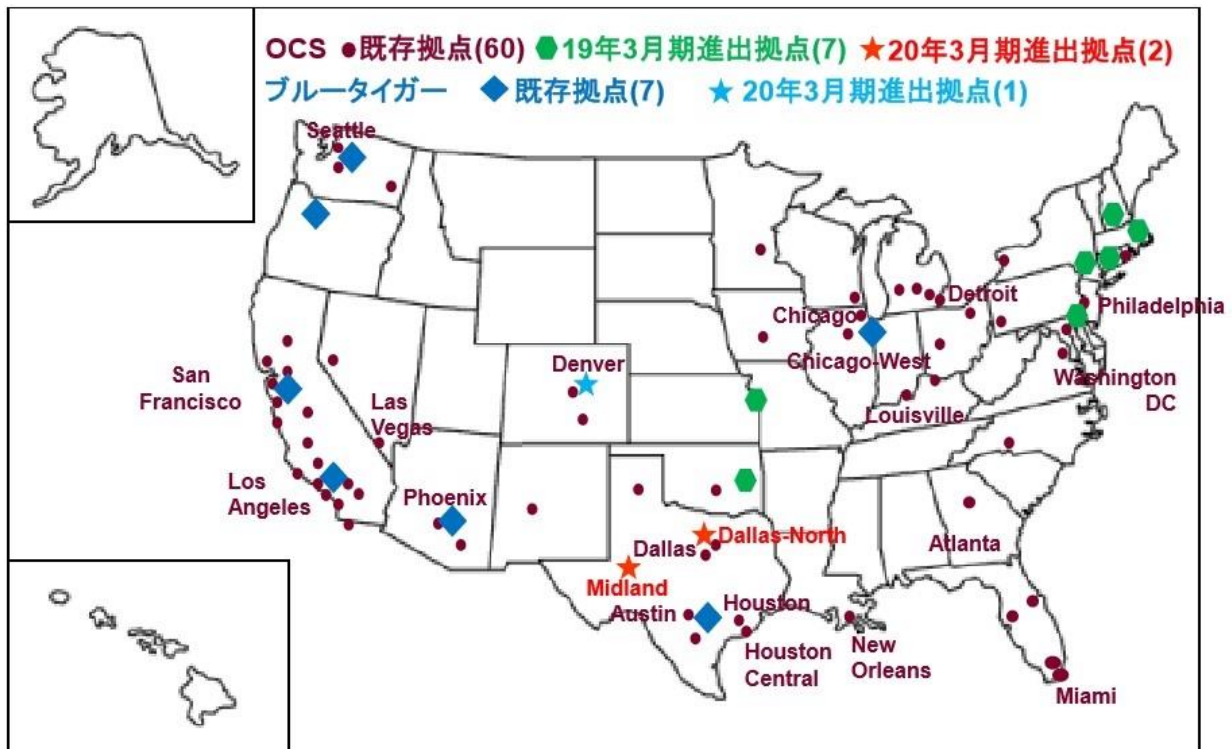 OCS ●既存拠点(60) 19年3月期進出拠点(7) ★20年3月期進出拠点(2)
ブルータイガー ◆既存拠点(7) ★20年3月期進出拠点(1)
Seattle
Detroit
Chicago
Philadelphia
Chicago-West
Denver
Washington
DC
San
Francisco
Las
Vegas
Louisville
Los
Angeles
Phoenix
Dallas-North
Dallas
Atlanta
Midland
Austin
Houston
Houston
Central
New
Orleans
Miami